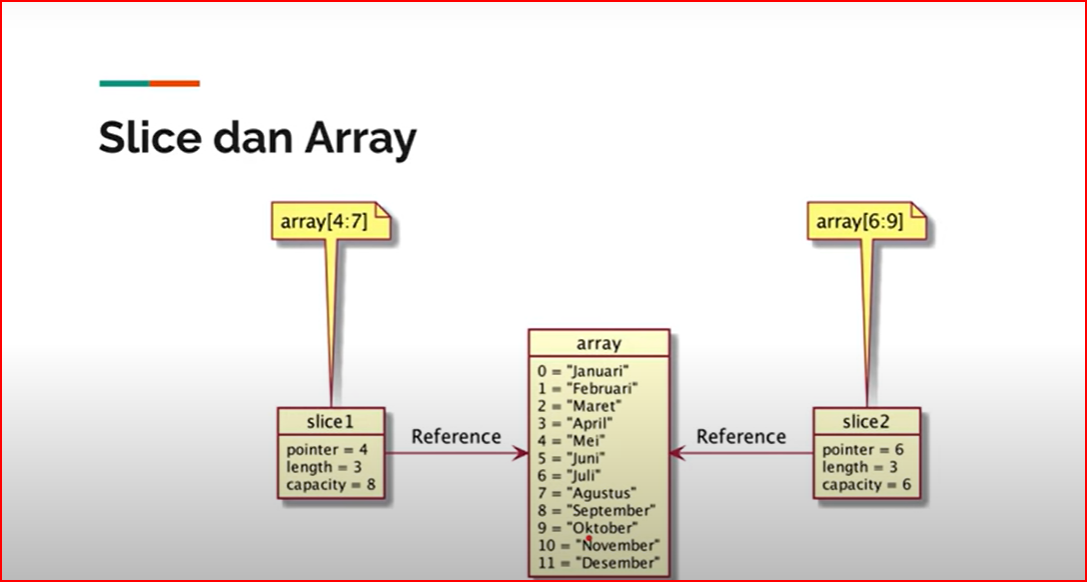 Slice dan Array
array[4:7]
array[6:9]
array
0 = "Januari"
1 = "Februari"
2 = "Maret"
3 = "April"
4 = "Mei"
5 = "Juni"
6 = "Juli"
7 = "Agustus"
8 = "September"
9 = "Oktober"
10 = "November"
11 = "Desember"
slice1
pointer = 4
length = 3
capacity = 8
Reference
Reference
slice2
pointer = 6
length = 3
capacity = 6